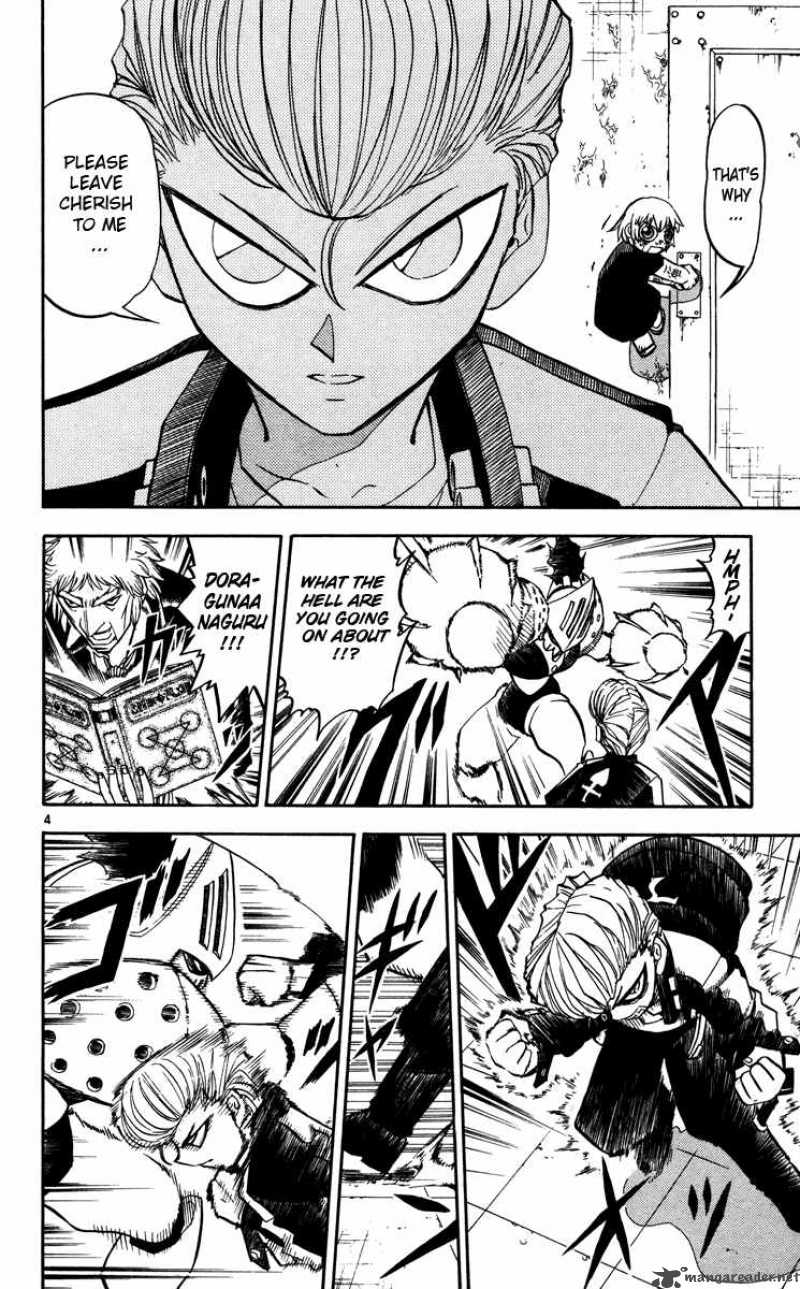 THAT'S
WHY
...
PLEASE
LEAVE
CHERISH
TO ME
...
HMPH.
WHAT THE
HELL ARE
YOU GOING
ON ABOUT
!!?
DORA-
GUNAA
NAGURU
!!!
4
mangareader.net